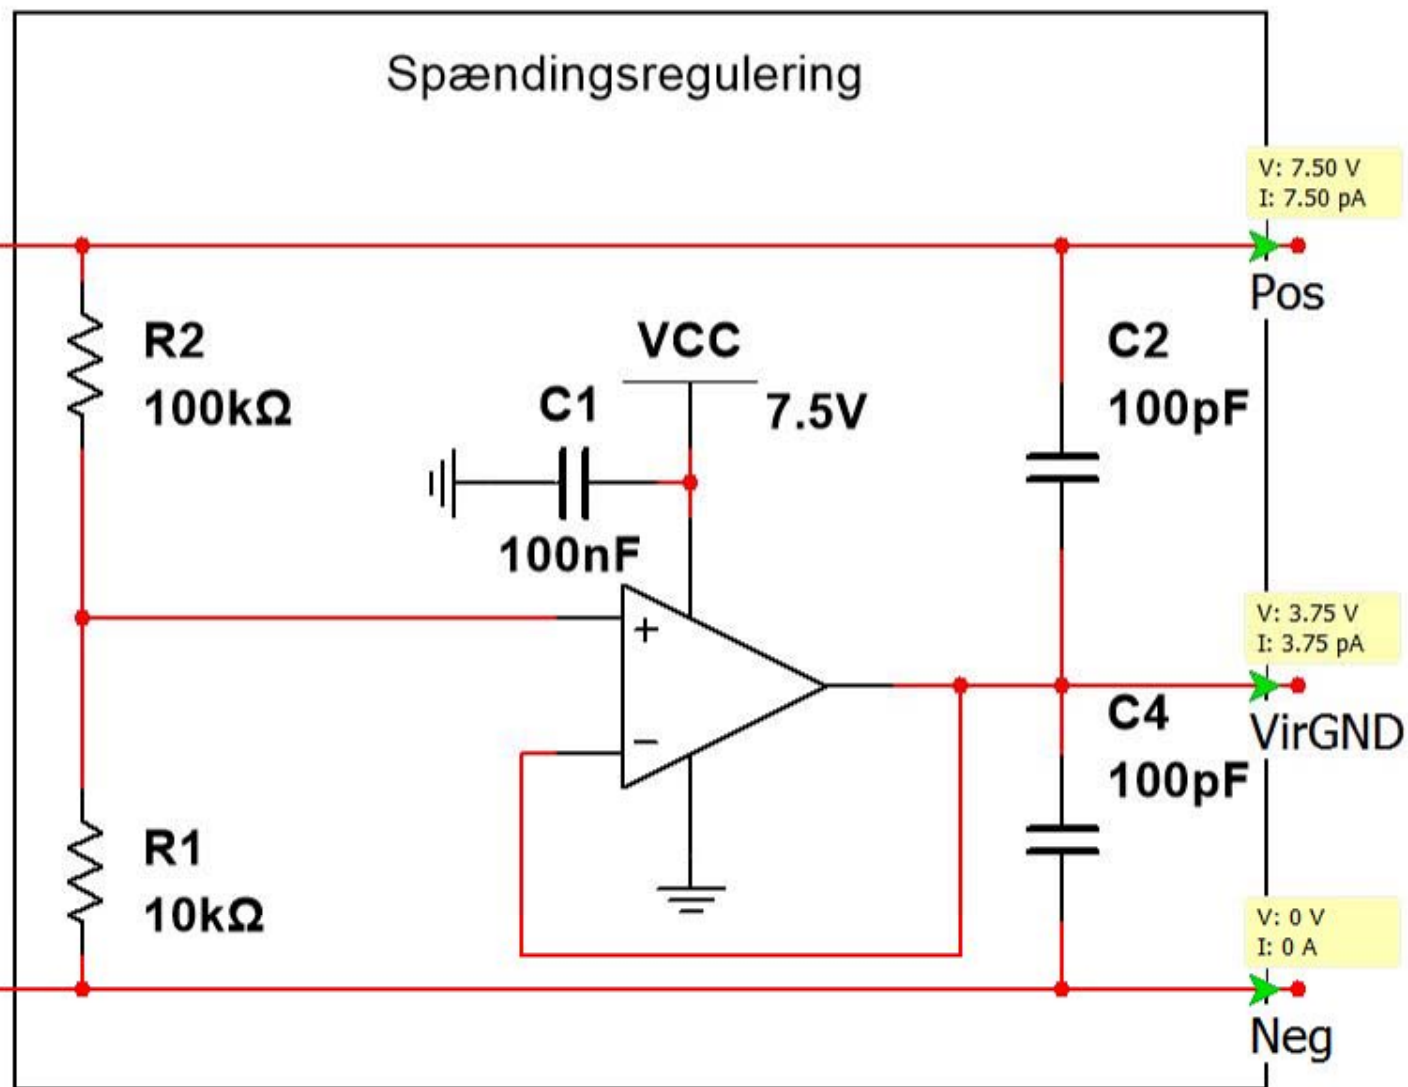 Spændingsregulering
V: 7.50 V
I: 7.50 pA
Pos
R2
100kΩ
VCC
7.5V
C1
100nF
C2
100pF
+
−
V: 3.75 V
I: 3.75 pA
VirGND
C4
100pF
R1
10kΩ
V: 0 V
I: 0 A
Neg